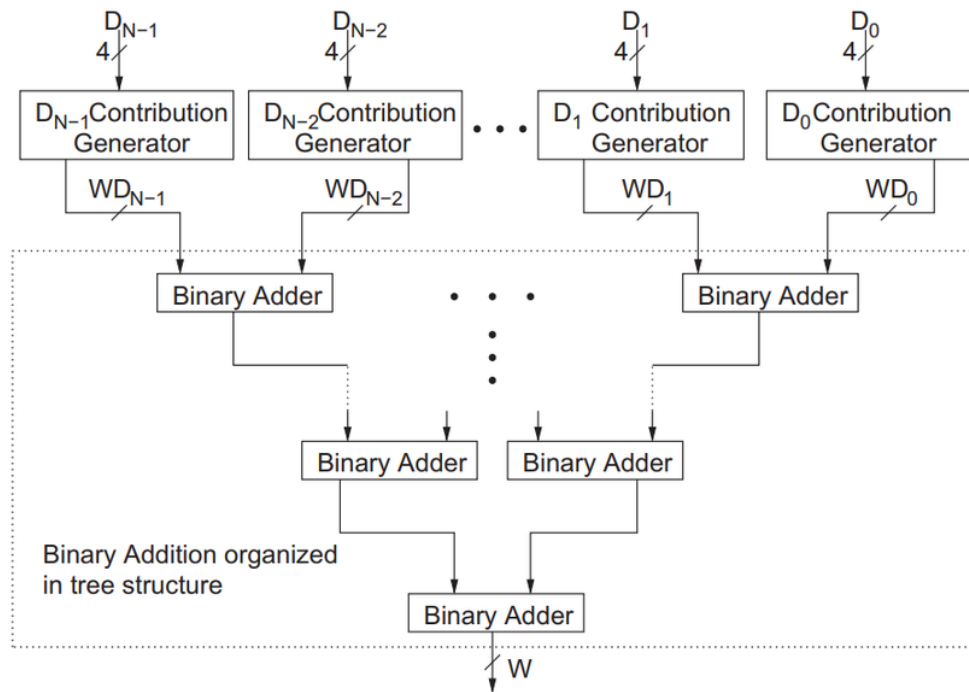 D_{N−1} D_{N−2} D_1 D_0
4 4 4 4
D_{N−1} Contribution D_{N−2} Contribution D_1 Contribution D_0 Contribution
Generator Generator Generator Generator
WD_{N−1} WD_{N−2} WD_1 WD_0
Binary Adder Binary Adder
Binary Adder Binary Adder
Binary Addition organized
in tree structure
Binary Adder
W